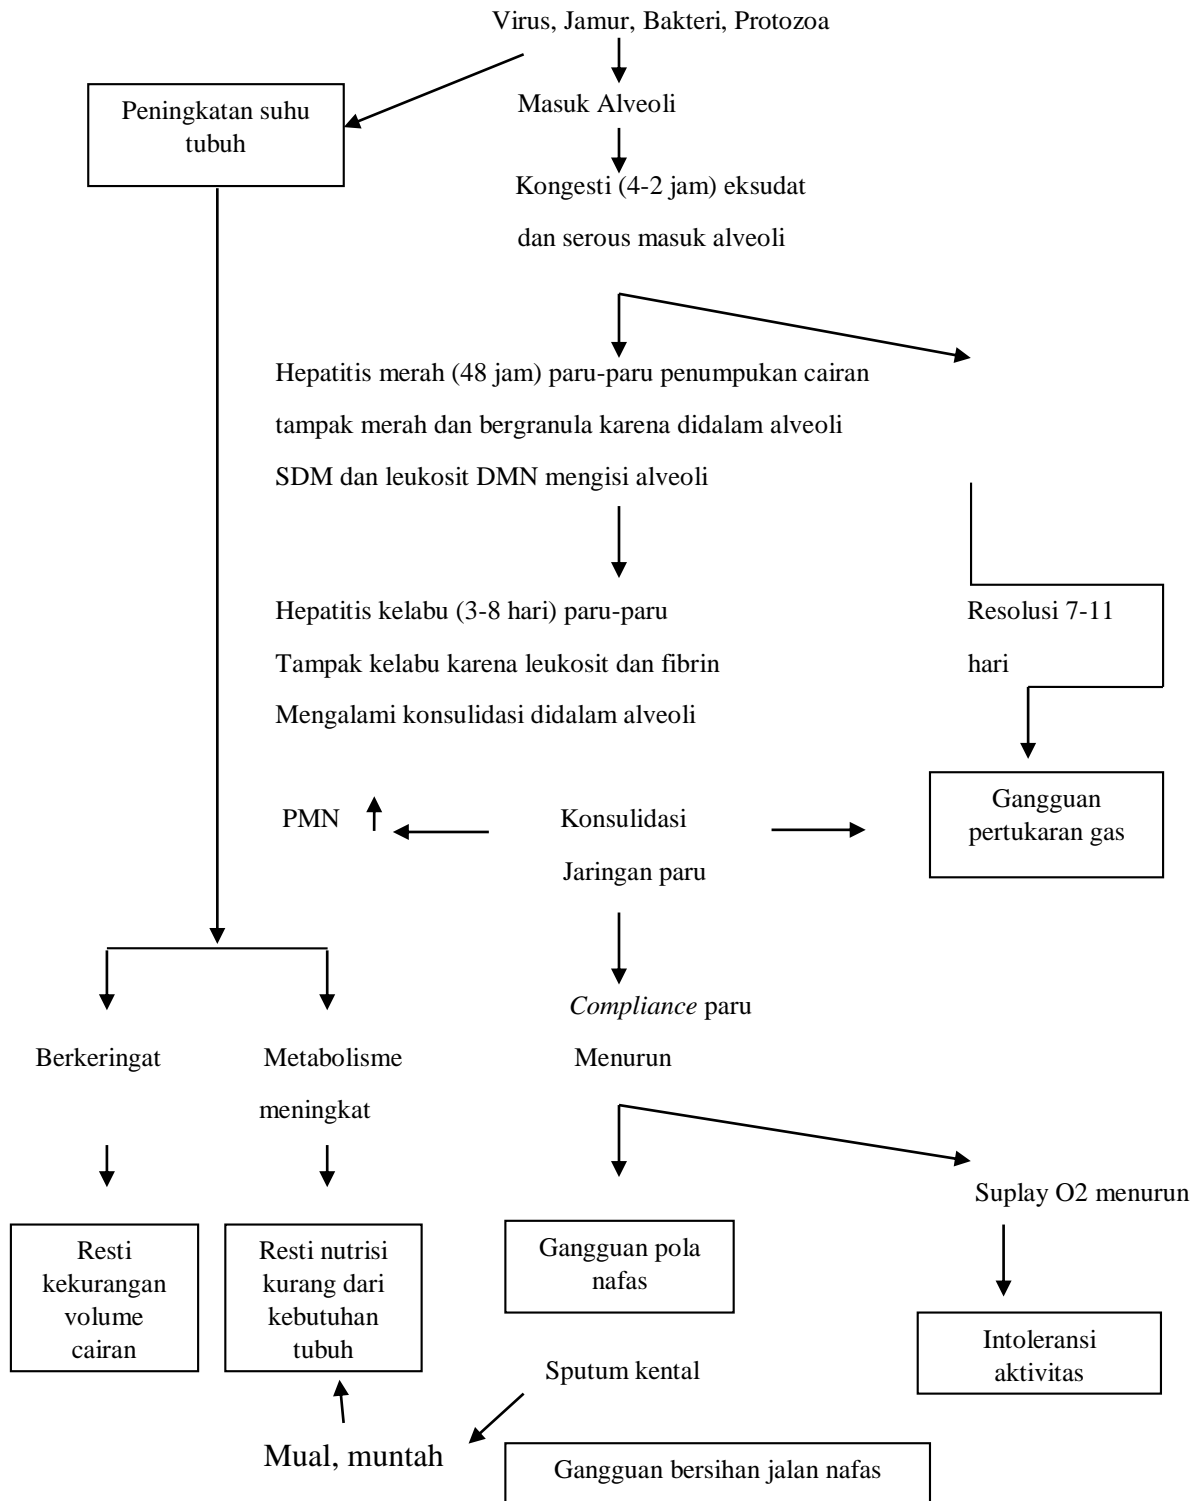 Virus, Jamur, Bakteri, Protozoa
Peningkatan suhu
tubuh
Masuk Alveoli
Kongesti (4-2 jam) eksudat
dan serous masuk alveoli
Hepatitis merah (48 jam) paru-paru penumpukan cairan
tampak merah dan bergranula karena didalam alveoli
SDM dan leukosit DMN mengisi alveoli
Hepatitis kelabu (3-8 hari) paru-paru
Tampak kelabu karena leukosit dan fibrin
Mengalami konsulidasi didalam alveoli
Resolusi 7-11
hari
PMN
Konsulidasi
Jaringan paru
Gangguan
pertukaran gas
Compliance paru
Menurun
Berkeringat
Metabolisme
meningkat
Suplay O2 menurun
Resti
kekurangan
volume
cairan
Resti nutrisi
kurang dari
kebutuhan
tubuh
Gangguan pola
nafas
Intoleransi
aktivitas
Sputum kental
Mual, muntah
Gangguan bersihan jalan nafas